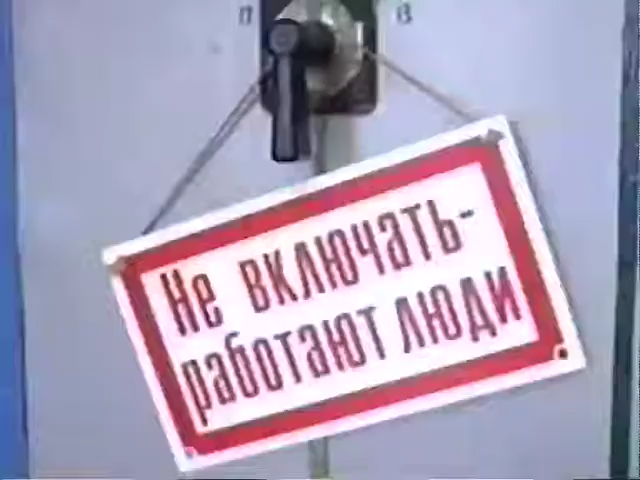 Не включать-
работают люди